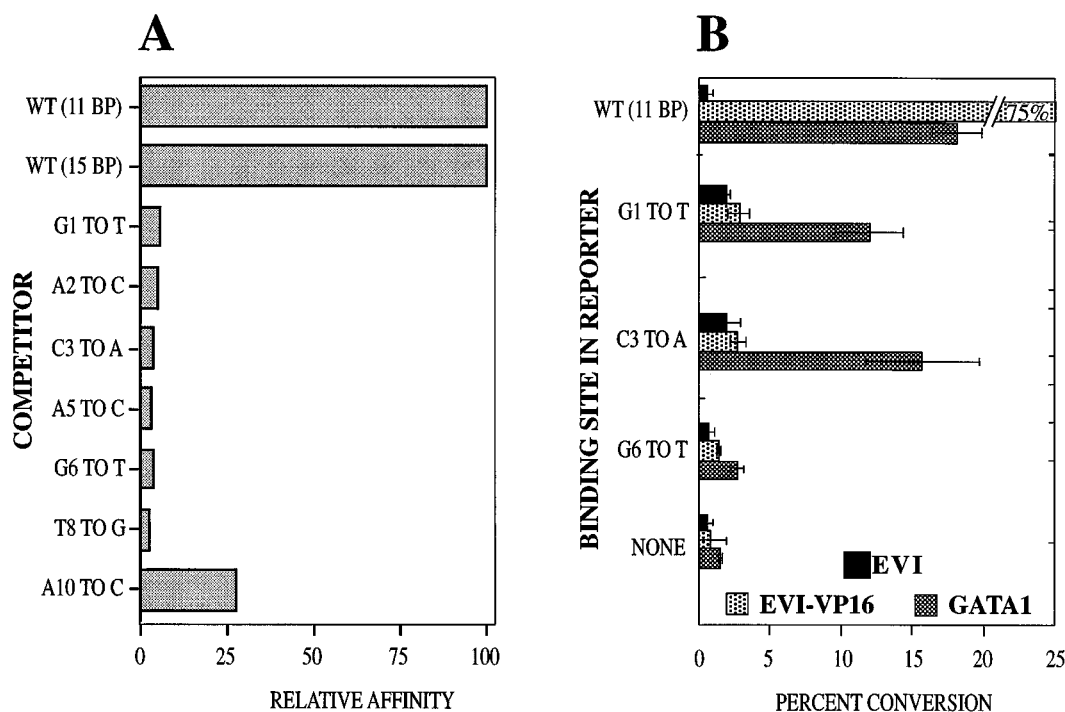 A
COMPETITOR
WT (11 BP)
WT (15 BP)
G1 TO T
A2 TO C
C3 TO A
A5 TO C
G6 TO T
T8 TO G
A10 TO C
0 25 50 75 100
RELATIVE AFFINITY
B
BINDING SITE IN REPORTER
WT (11 BP)
75%
G1 TO T
C3 TO A
G6 TO T
NONE
EVI
EVI-VP16 GATA1
0 5 10 15 20 25
PERCENT CONVERSION